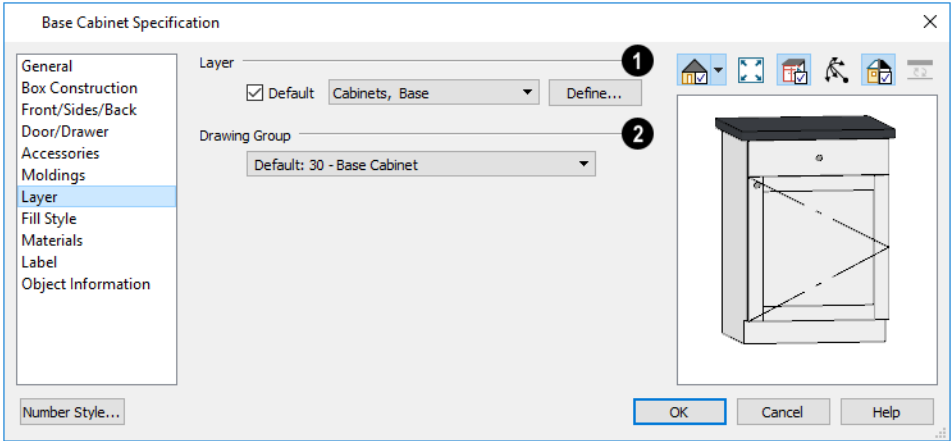 Base Cabinet Specification
General
Box Construction
Front/Sides/Back
Door/Drawer
Accessories
Moldings
Layer
Fill Style
Materials
Label
Object Information
Number Style...
Layer 1
Default Cabinets, Base Define...
Drawing Group 2
Default: 30 - Base Cabinet
OK Cancel Help